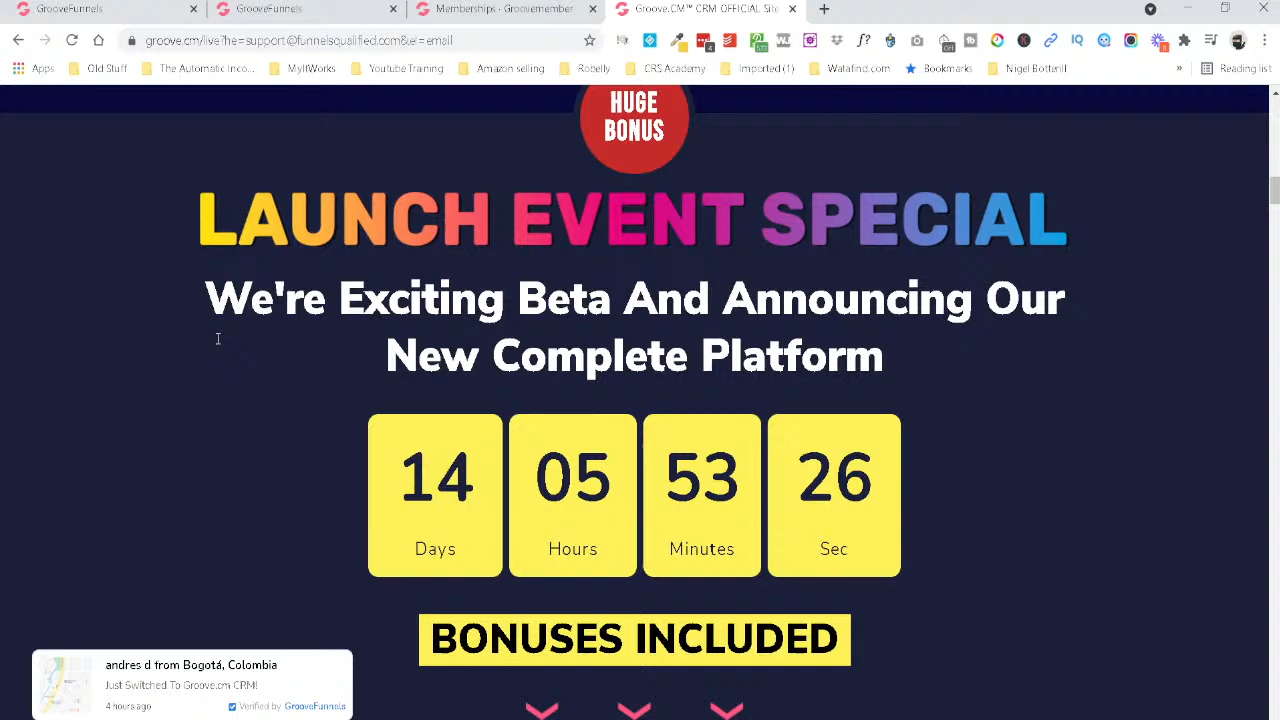 GrooveFunnels
GrooveFunnels
Memberships - Groovemember
Groove.CM™ CRM OFFICIAL Site
groove.cm/live?he=support@funnelsqualified.com&el=email
Apps
Old Stuff
The Automatic Inco...
MyItWorks
Youtube Training
Amazon selling
Robelly
CRS Academy
Imported (1)
Watafind.com
Bookmarks
Nigel Botterill
»
Reading list
HUGE
BONUS
LAUNCH EVENT SPECIAL
We're Exciting Beta And Announcing Our
New Complete Platform
14 05 53 26
Days Hours Minutes Sec
BONUSES INCLUDED
andres d from Bogotá, Colombia
Just Switched To Groove.cm CRM!
4 hours ago Verified by GrooveFunnels